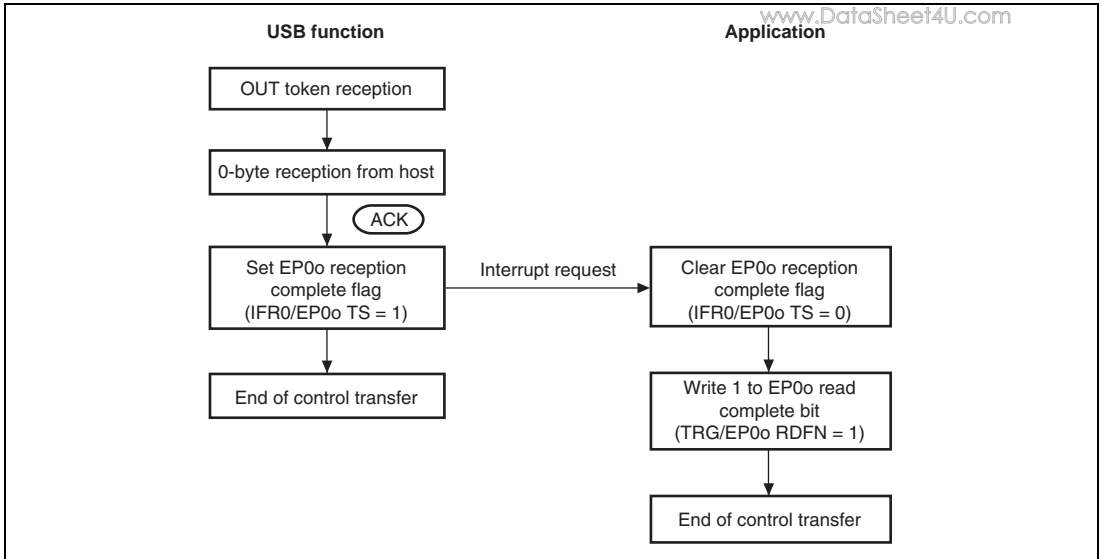 www.DataSheet4U.com
USB function
Application
OUT token reception
0-byte reception from host
ACK
Set EP0o reception
complete flag
(IFR0/EP0o TS = 1)
Interrupt request
Clear EP0o reception
complete flag
(IFR0/EP0o TS = 0)
End of control transfer
Write 1 to EP0o read
complete bit
(TRG/EP0o RDFN = 1)
End of control transfer